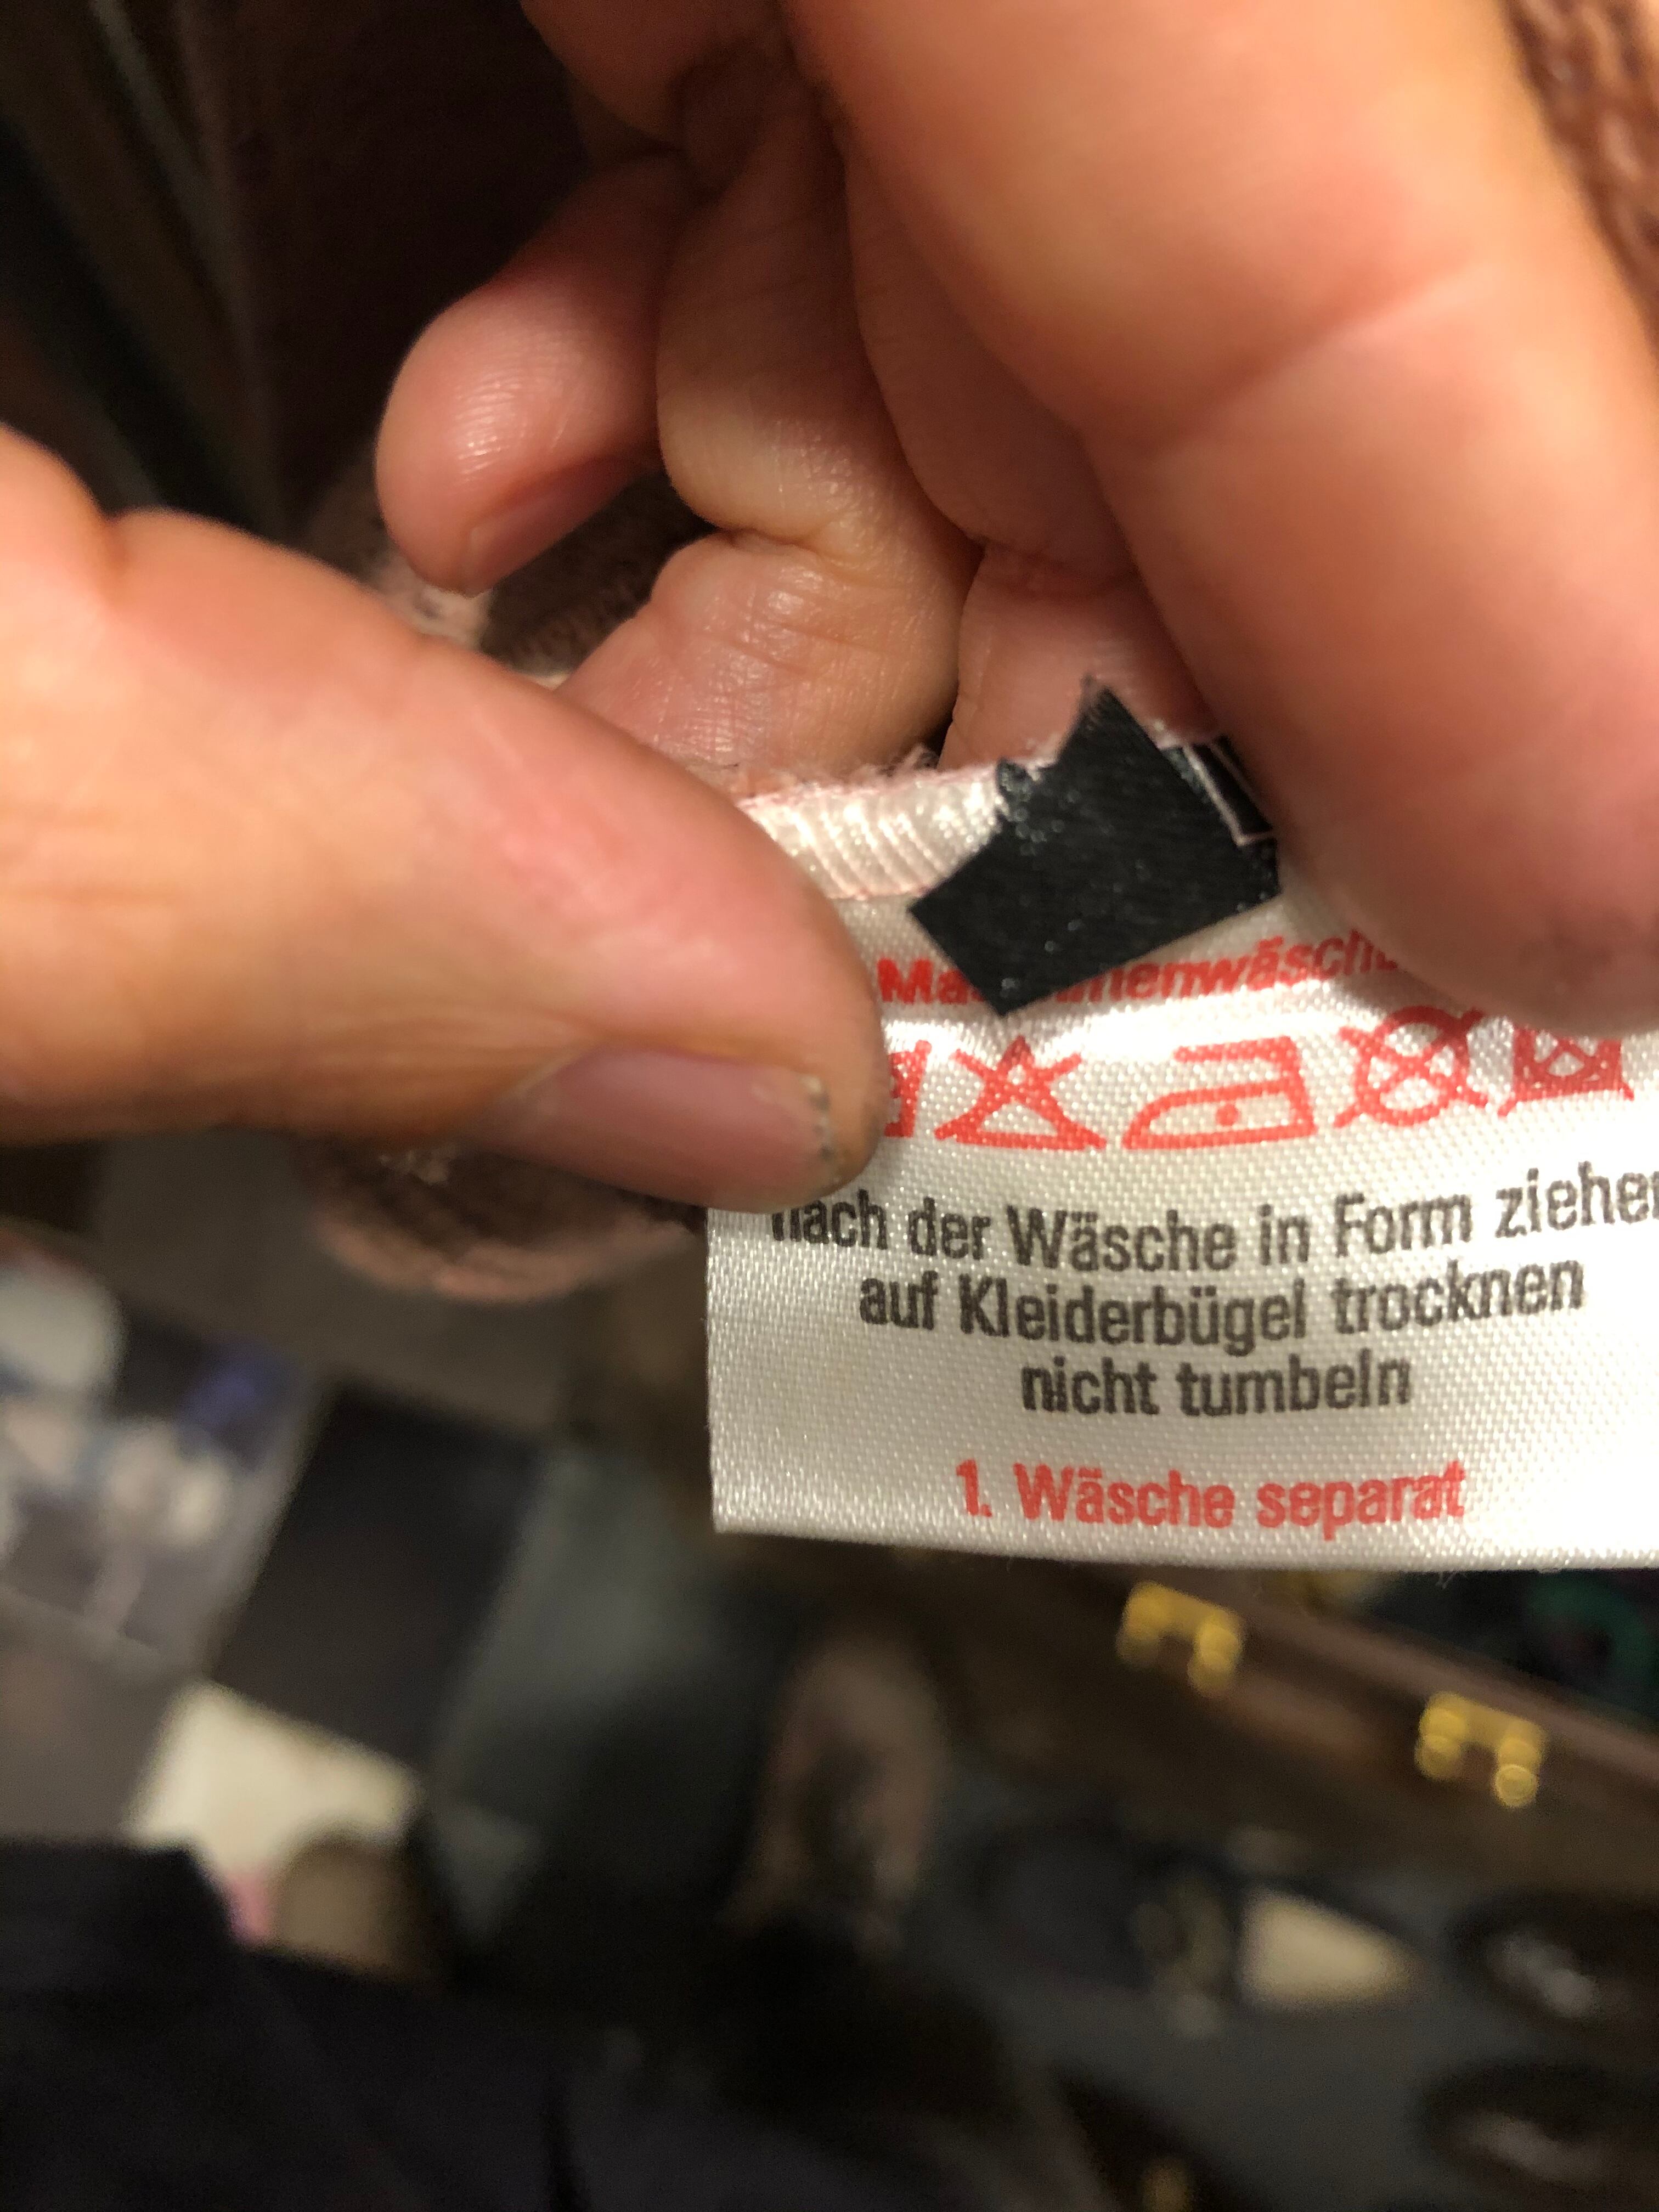 nach der Wäsche in Form ziehen
auf Kleiderbügel trocknen
nicht tumbeln
1. Wäsche separat